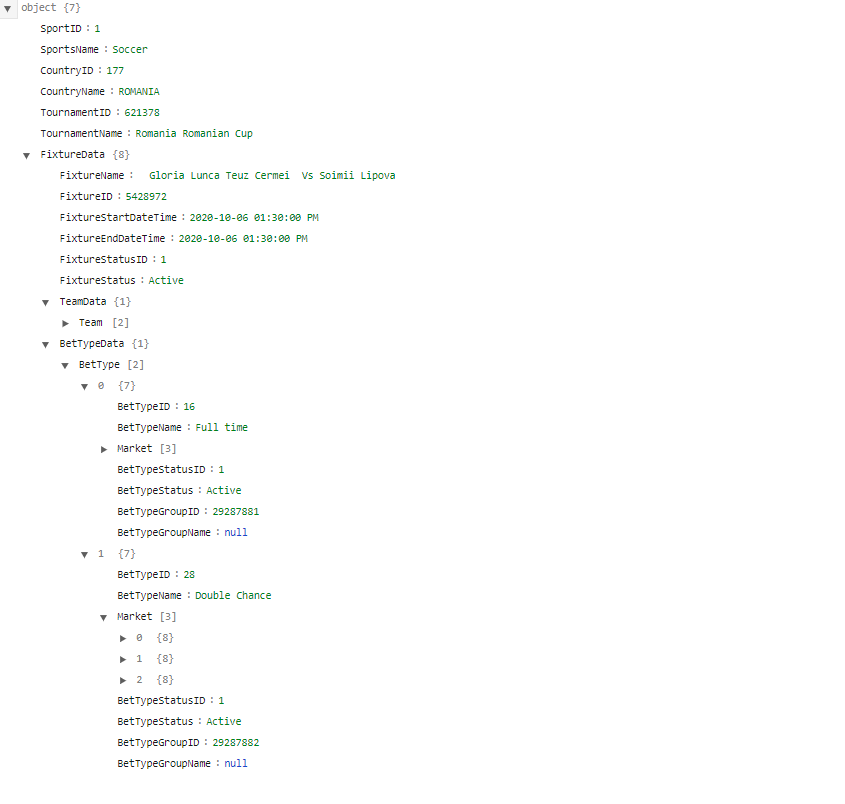 object {7}
SportID : 1
SportsName : Soccer
CountryID : 177
CountryName : ROMANIA
TournamentID : 621378
TournamentName : Romania Romanian Cup
FixtureData {8}
FixtureName :  Gloria Lunca Teuz Cermei  Vs Soimii Lipova
FixtureID : 5428972
FixtureStartDateTime : 2020-10-06 01:30:00 PM
FixtureEndDateTime : 2020-10-06 01:30:00 PM
FixtureStatusID : 1
FixtureStatus : Active
TeamData {1}
Team [2]
BetTypeData {1}
BetType [2]
0 {7}
BetTypeID : 16
BetTypeName : Full time
Market [3]
BetTypeStatusID : 1
BetTypeStatus : Active
BetTypeGroupID : 29287881
BetTypeGroupName : null
1 {7}
BetTypeID : 28
BetTypeName : Double Chance
Market [3]
0 {8}
1 {8}
2 {8}
BetTypeStatusID : 1
BetTypeStatus : Active
BetTypeGroupID : 29287882
BetTypeGroupName : null